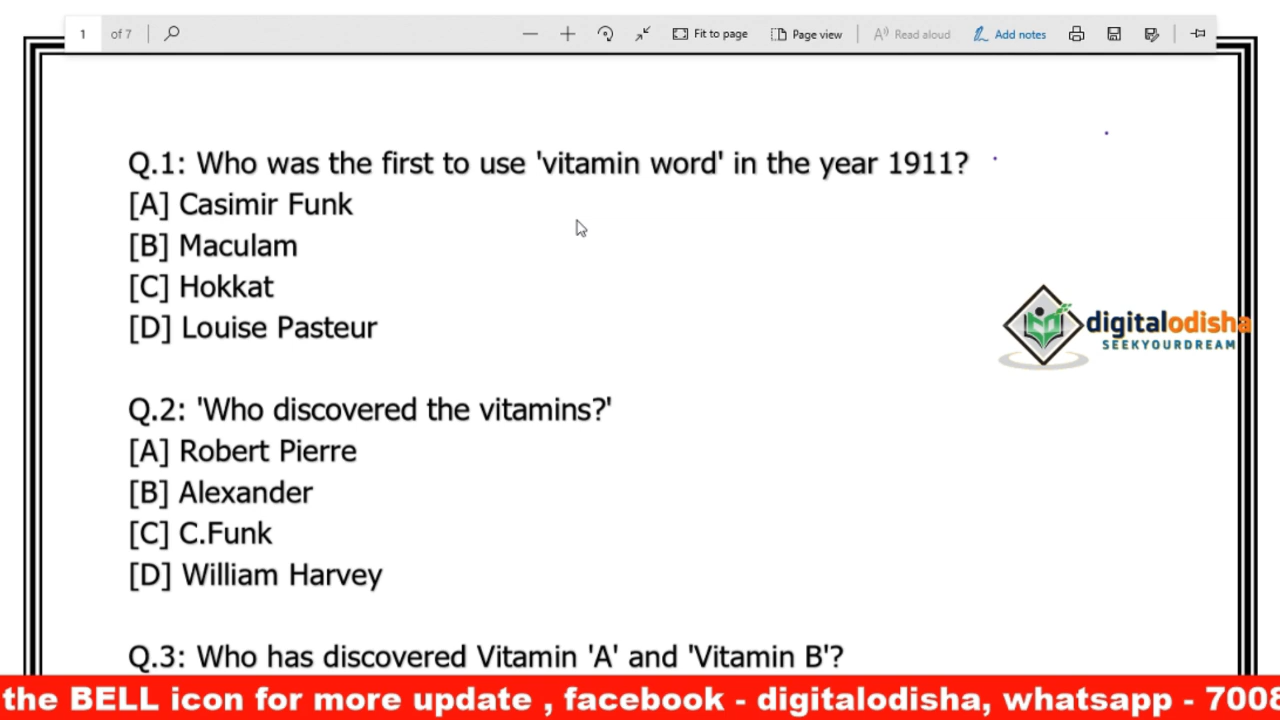 1 of 7 Fit to page Page view Read aloud Add notes
Q.1: Who was the first to use 'vitamin word' in the year 1911?
[A] Casimir Funk
[B] Maculam
[C] Hokkat
[D] Louise Pasteur
digitalodisha
SEEKYOURDREAM
Q.2: 'Who discovered the vitamins?'
[A] Robert Pierre
[B] Alexander
[C] C.Funk
[D] William Harvey
Q.3: Who has discovered Vitamin 'A' and 'Vitamin B'?
the BELL icon for more update , facebook - digitalodisha, whatsapp - 7008